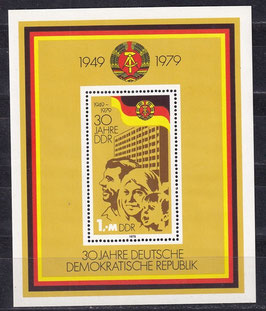 1949 1979
1949-
1979
30
JAHRE
DDR
1.-M DDR
1979
30 JAHRE DEUTSCHE
DEMOKRATISCHE REPUBLIK